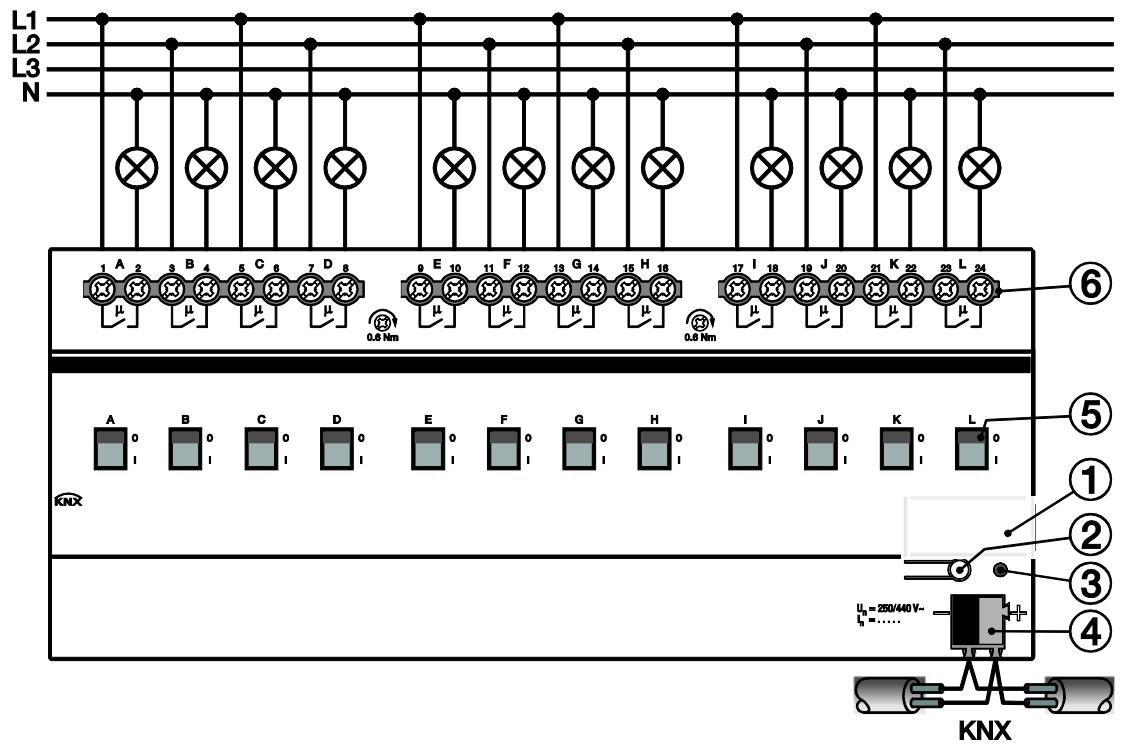 L1
L2
L3
N
A B C D E F G H I J K L
1 2 3 4 5 6 7 8 9 10 11 12 13 14 15 16 17 18 19 20 21 22 23 24
µ µ µ µ µ µ µ µ µ µ µ µ
0.6 Nm 0.6 Nm
6
A B C D E F G H I J K L
0 0 0 0 0 0 0 0 0 0 0 0
I I I I I I I I I I I I
5
KNX
1
2
3
Un = 250/440 V~
In = .....
− +
4
KNX